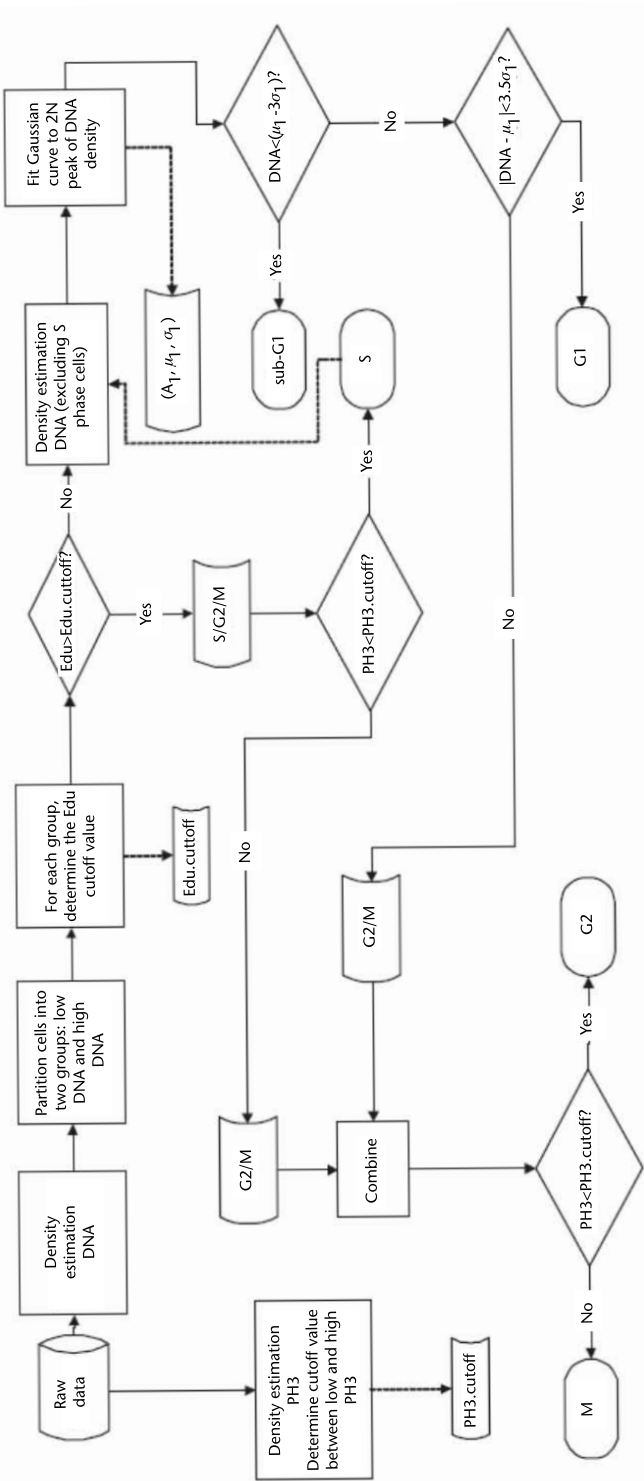 Raw
data
Density
estimation
DNA
Partition cells into
two groups: low
DNA and high
DNA
For each group,
determine the Edu
cutoff value
Edu.cuttoff
Edu>Edu.cuttoff?
No
Yes
Density estimation
DNA (excluding S
phase cells)
Fit Gaussian
curve to 2N
peak of DNA
density
(A₁, μ₁, σ₁)
DNA<(μ₁ -3σ₁)?
Yes
No
sub-G1
|DNA - μ₁|<3.5σ₁?
Yes
No
G1
S/G2/M
PH3<PH3.cutoff?
Yes
No
S
G2/M
G2/M
Combine
PH3<PH3.cutoff?
Yes
No
G2
M
Density estimation
PH3
Determine cutoff value
between low and high
PH3
PH3.cutoff